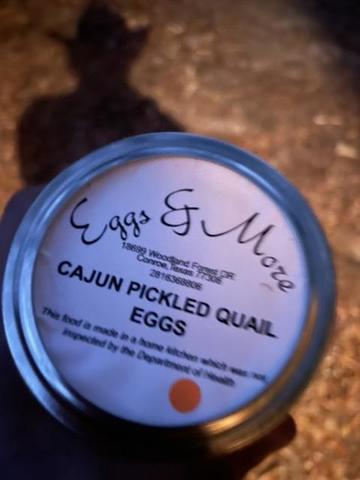 Eggs & More
18699 Woodland Forest DR.
Conroe, Texas 77306
2816368806
CAJUN PICKLED QUAIL
EGGS
This food is made in a home kitchen which was not
inspected by the Department of Health